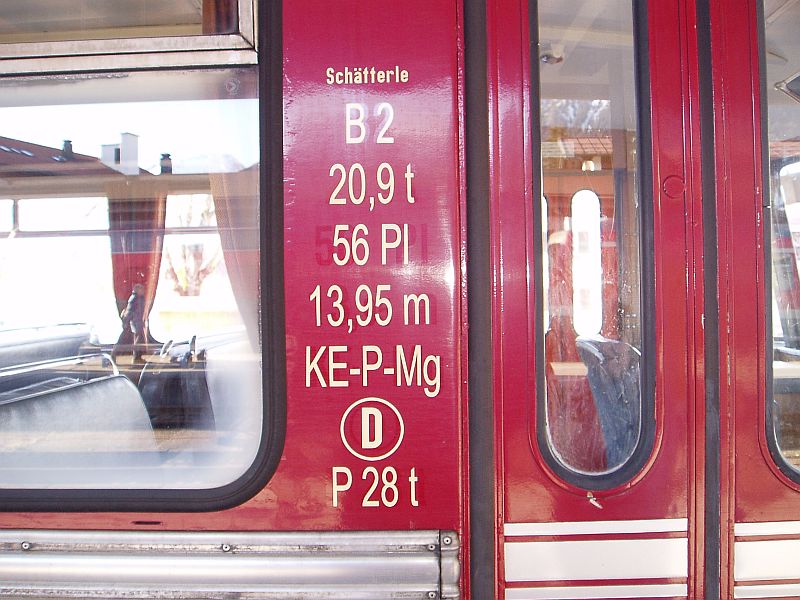 Schätterle
B 2
20,9 t
56 Pl
13,95 m
KE-P-Mg
D
P 28 t